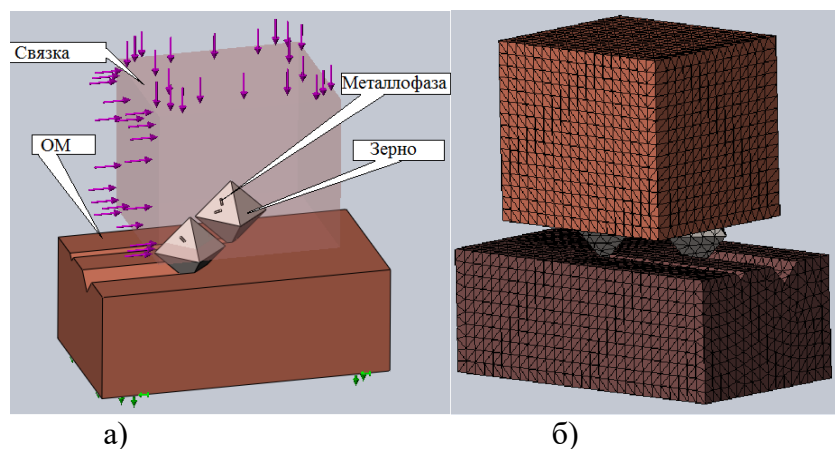 Связка
Металлофаза
ОМ
Зерно
а)
б)